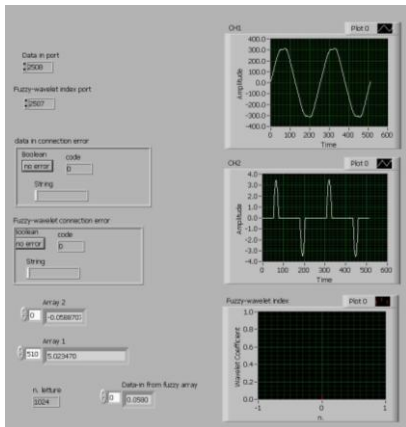 Data in port
2508
Fuzzy-wavelet index port
2507
data in connection error
Boolean
code
no error
0
String
Fuzzy-wavelet connection error
boolean
code
no error
0
String
Array 2
0
-0.058870
Array 1
510
5.023470
n. letture
1024
Data-in from fuzzy array
0
0.0580
CH1
Plot 0
400.0
300.0
200.0
100.0
0.0
-100.0
-200.0
-300.0
-400.0
Amplitude
0 100 200 300 400 500 600
Time
CH2
Plot 0
4.0
3.0
2.0
1.0
0.0
-1.0
-2.0
-3.0
-4.0
Amplitude
0 100 200 300 400 500 600
Time
Fuzzy-wavelet index
Plot 0
1.0
0.8
0.6
0.4
0.2
0.0
Wavelet Coefficient
-1 0 1
n.